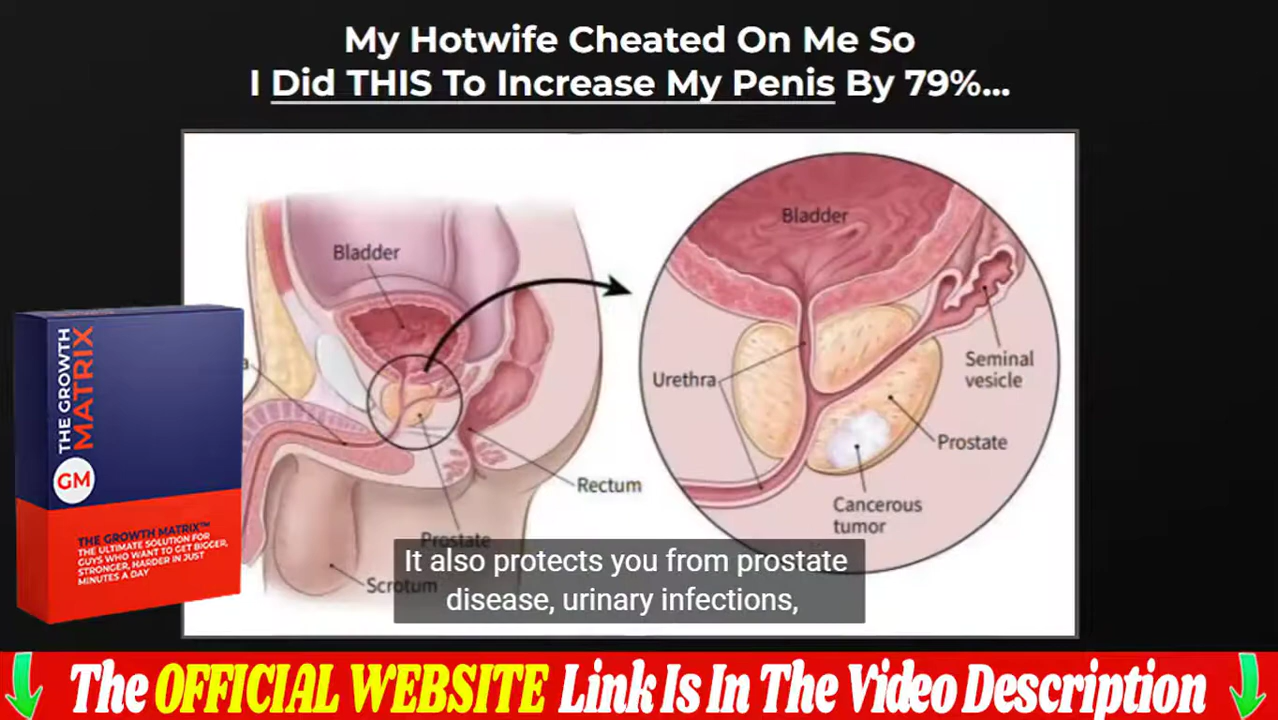 My Hotwife Cheated On Me So
I Did THIS To Increase My Penis By 79%...
Bladder
Bladder
Urethra
Seminal
vesicle
Prostate
Rectum
Cancerous
tumor
Prostate
Scrotum
a
It also protects you from prostate
disease, urinary infections,
THE GROWTH
MATRIX
GM
THE GROWTH MATRIX™
THE ULTIMATE SOLUTION FOR
GUYS WHO WANT TO GET BIGGER,
STRONGER, HARDER IN JUST
MINUTES A DAY
The OFFICIAL WEBSITE Link Is In The Video Description